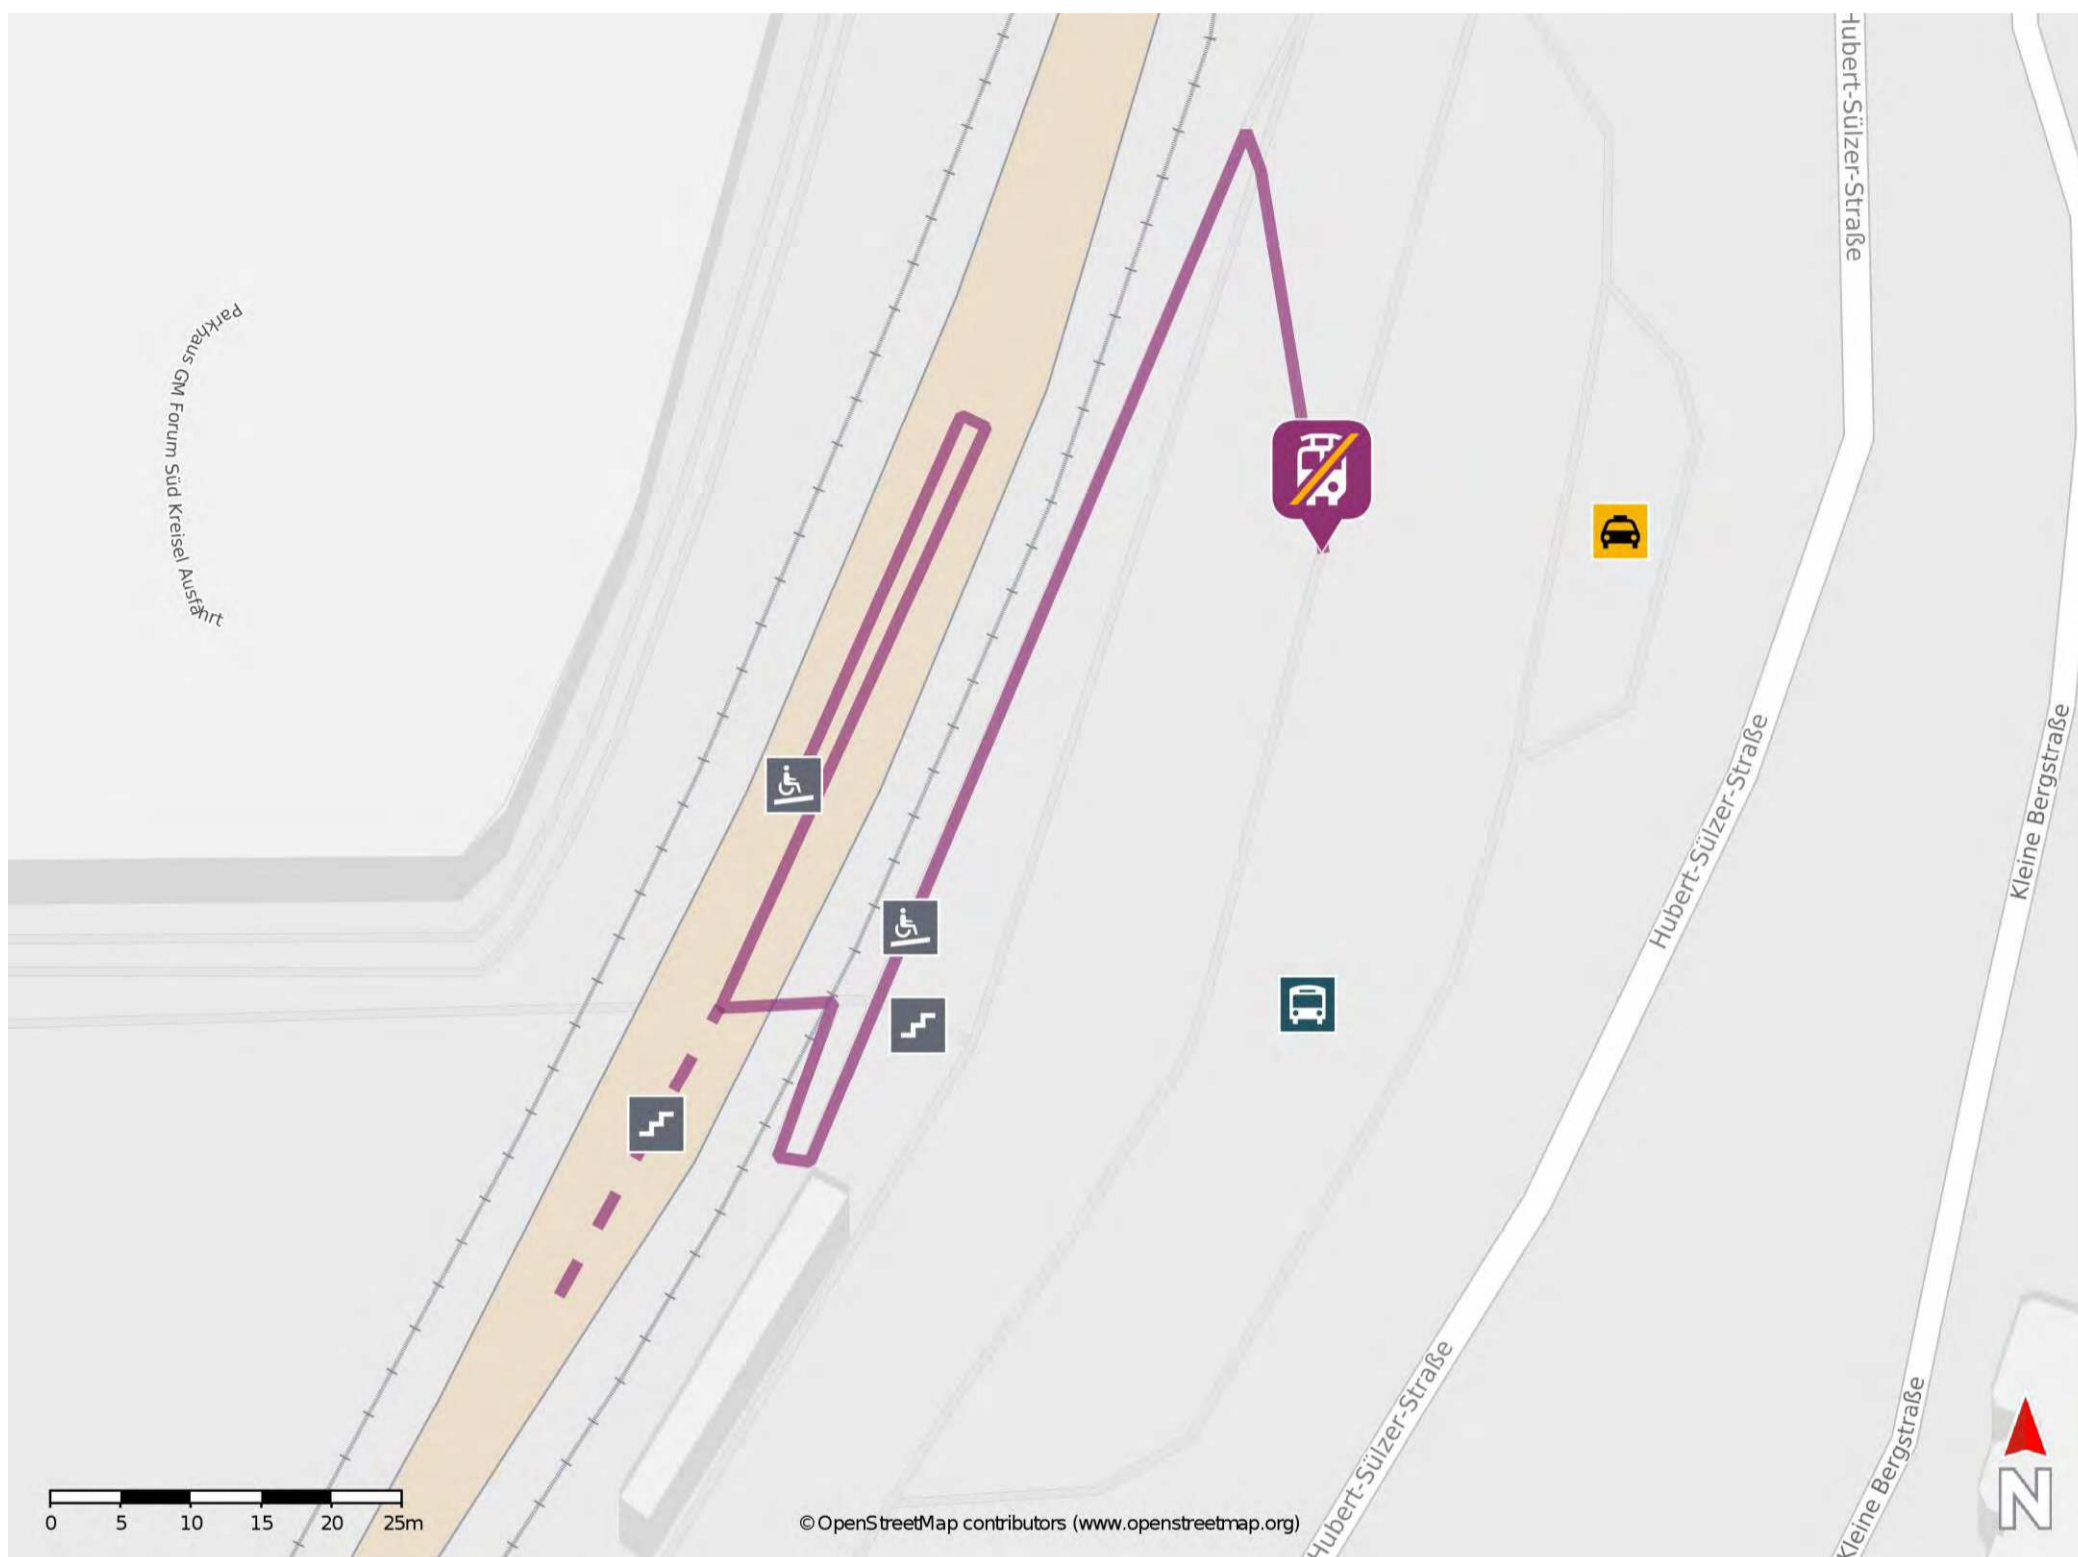 Hubert-Sülzer-Straße
Parkhaus GM Forum Süd Kreisel Ausfahrt
Hubert-Sülzer-Straße
Kleine Bergstraße
Hubert-Sülzer-Straße
Kleine Bergstraße
0 5 10 15 20 25m
© OpenStreetMap contributors (www.openstreetmap.org)
N